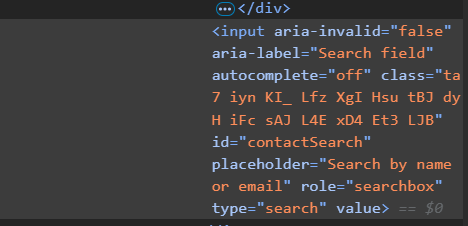 </div>
<input aria-invalid="false"
aria-label="Search field"
autocomplete="off" class="ta
7 iyn KI_ Lfz XgI Hsu tBJ dy
H iFc sAJ L4E xD4 Et3 LJB"
id="contactSearch"
placeholder="Search by name
or email" role="searchbox"
type="search" value> == $0